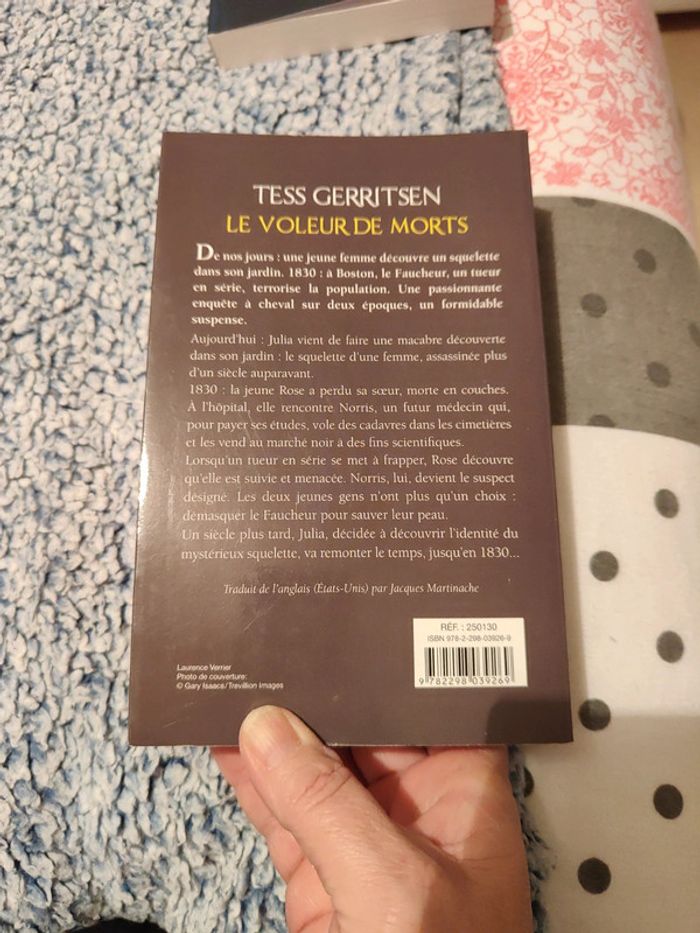 TESS GERRITSEN
LE VOLEUR DE MORTS
De nos jours : une jeune femme découvre un squelette
dans son jardin. 1830 : à Boston, le Faucheur, un tueur
en série, terrorise la population. Une passionnante
enquête à cheval sur deux époques, un formidable
suspense.
Aujourd'hui : Julia vient de faire une macabre découverte
dans son jardin : le squelette d'une femme, assassinée plus
d'un siècle auparavant.
1830 : la jeune Rose a perdu sa sœur, morte en couches.
À l'hôpital, elle rencontre Norris, un futur médecin qui,
pour payer ses études, vole des cadavres dans les cimetières
et les vend au marché noir à des fins scientifiques.
Lorsqu'un tueur en série se met à frapper, Rose découvre
qu'elle est suivie et menacée. Norris, lui, devient le suspect
désigné. Les deux jeunes gens n'ont plus qu'un choix :
démasquer le Faucheur pour sauver leur peau.
Un siècle plus tard, Julia, décidée à découvrir l'identité du
mystérieux squelette, va remonter le temps, jusqu'en 1830...
Traduit de l'anglais (États-Unis) par Jacques Martinache
RÉF. : 250130
ISBN 978-2-298-03926-9
9 782298 039269
Laurence Verrier
Photo de couverture:
© Gary Isaacs/Trevillion Images